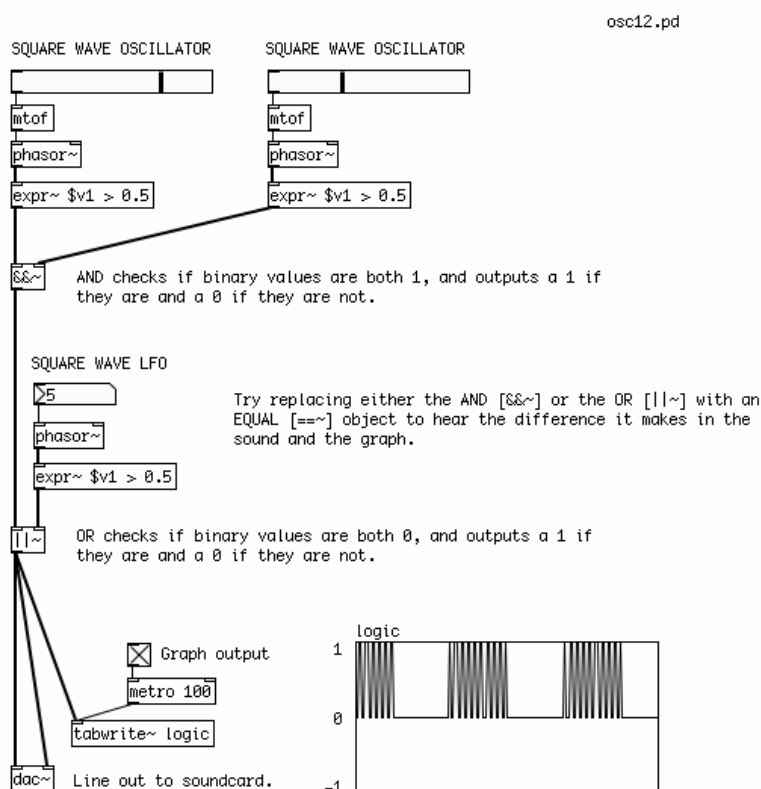 osc12.pd
SQUARE WAVE OSCILLATOR
SQUARE WAVE OSCILLATOR
mtof
mtof
phasor~
phasor~
expr~ $v1 > 0.5
expr~ $v1 > 0.5
&&~
AND checks if binary values are both 1, and outputs a 1 if
they are and a 0 if they are not.
SQUARE WAVE LFO
5
Try replacing either the AND [&&~] or the OR [||~] with an
EQUAL [==~] object to hear the difference it makes in the
sound and the graph.
phasor~
expr~ $v1 > 0.5
||~
OR checks if binary values are both 0, and outputs a 1 if
they are and a 0 if they are not.
logic
1
Graph output
metro 100
0
tabwrite~ logic
dac~
Line out to soundcard.
-1